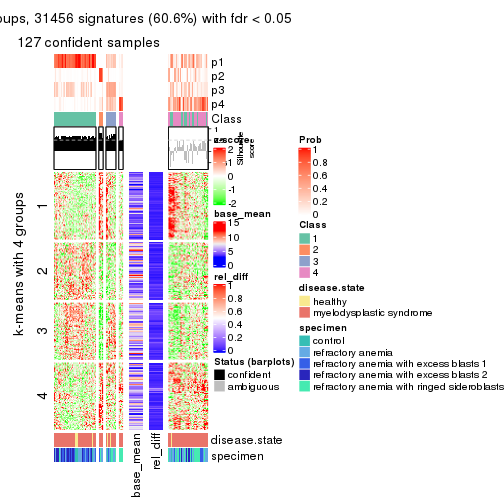 oups, 31456 signatures (60.6%) with fdr < 0.05
127 confident samples
p1
p2
p3
p4
Class
1
Silhouette
score
z-score
2
1
0
-1
-2
base_mean
15
10
5
0
rel_diff
1
0.8
0.6
0.4
0.2
0
Status (barplots)
confident
ambiguous
Prob
1
0.8
0.6
0.4
0.2
0
Class
1
2
3
4
disease.state
healthy
myelodysplastic syndrome
specimen
control
refractory anemia
refractory anemia with excess blasts 1
refractory anemia with excess blasts 2
refractory anemia with ringed sideroblasts
k-means with 4 groups
1
2
3
4
disease.state
specimen
base_mean
rel_diff